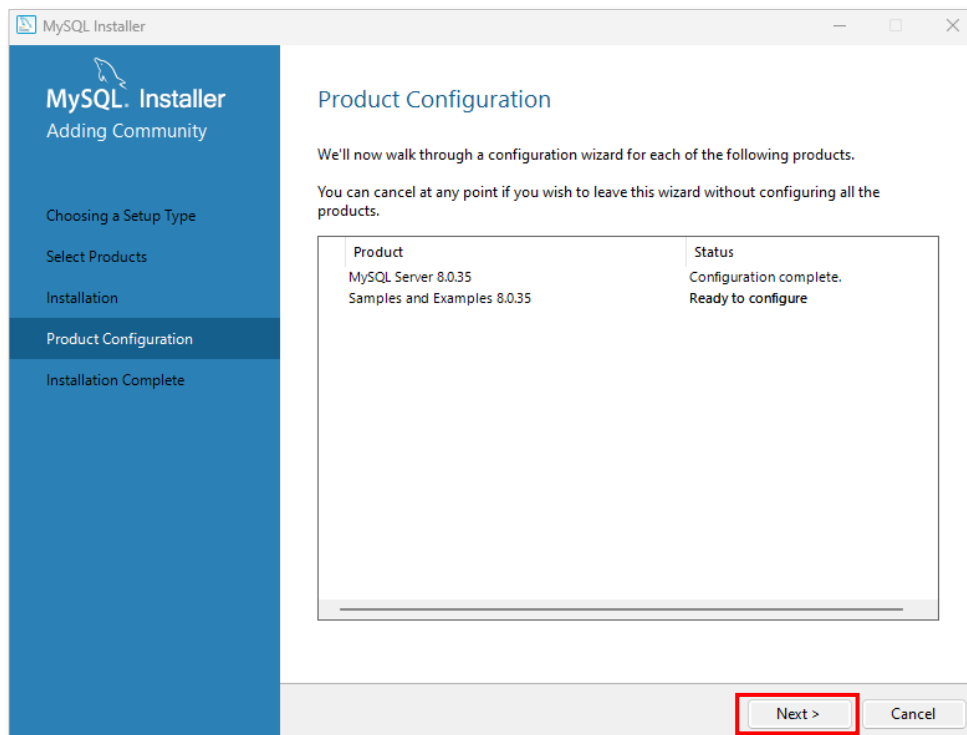 MySQL Installer
MySQL. Installer
Adding Community
Choosing a Setup Type
Select Products
Installation
Product Configuration
Installation Complete
Product Configuration
We'll now walk through a configuration wizard for each of the following products.
You can cancel at any point if you wish to leave this wizard without configuring all the
products.
Product Status
MySQL Server 8.0.35 Configuration complete.
Samples and Examples 8.0.35 Ready to configure
Next > Cancel